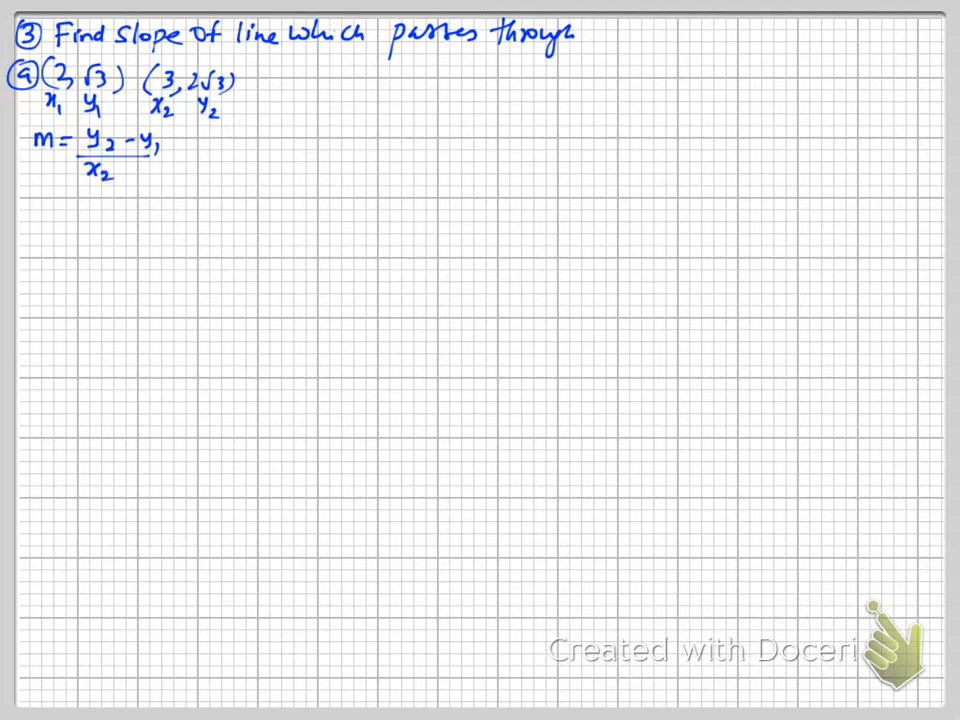 ③ Find slope of line which passes through
ⓐ (2, √3) (3, 2√3)
x₁ y₁ x₂ y₂
m = y₂ - y₁
x₂
Created with Doceri